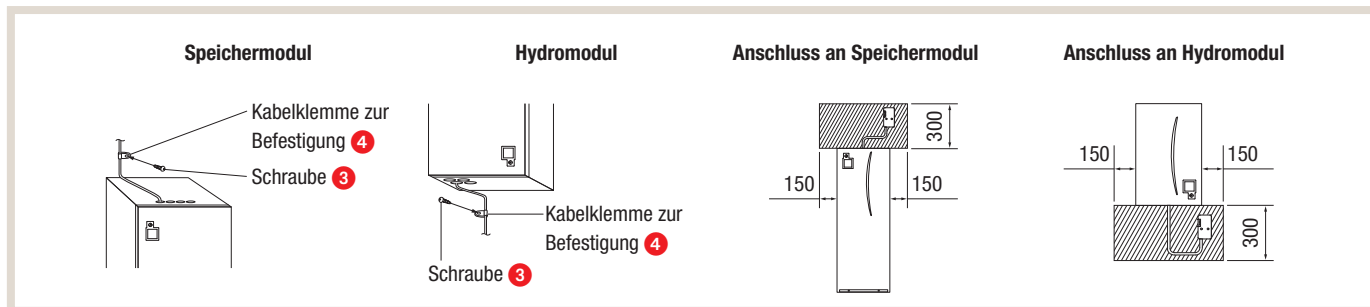 Speichermodul
Kabelklemme zur
Befestigung 4
Schraube 3
Hydromodul
Kabelklemme zur
Befestigung 4
Schraube 3
Anschluss an Speichermodul
300
150
150
Anschluss an Hydromodul
150
150
300